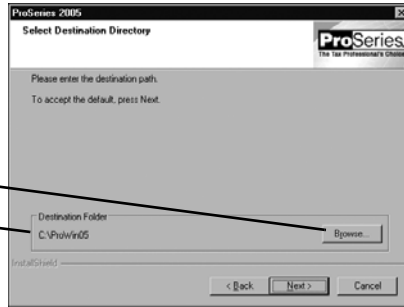 ProSeries 2005
Select Destination Directory
ProSeries
The Tax Professional's Choice
Please enter the destination path.
To accept the default, press Next.
Destination Folder
C:\ProWin05
Browse...
InstallShield
< Back
Next >
Cancel